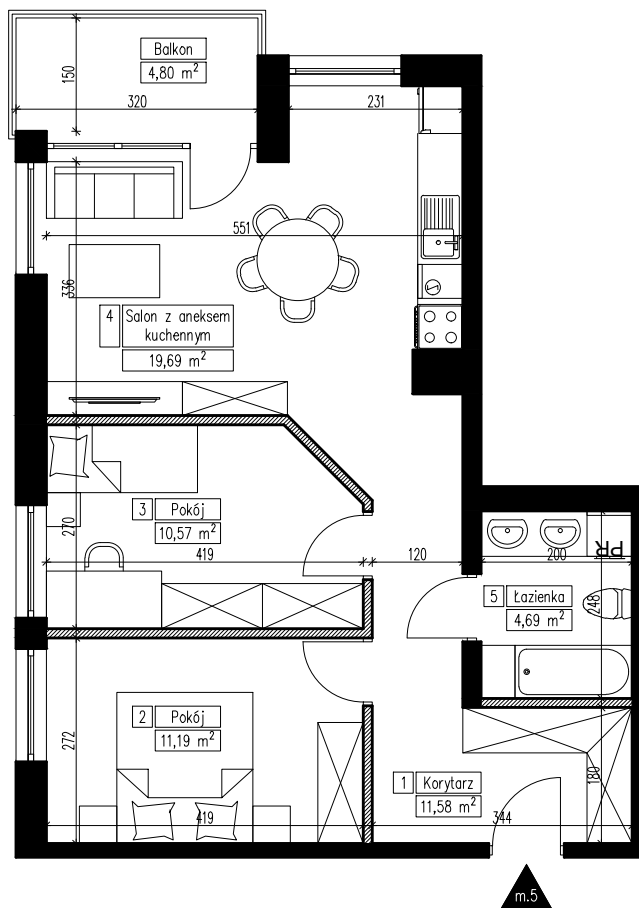 Balkon
4,80 m²
150
320
231
551
336
4 Salon z aneksem
kuchennym
19,69 m²
3 Pokój
10,57 m²
270
419
120
200
PR
5 Łazienka
4,69 m²
248
2 Pokój
11,19 m²
272
419
1 Korytarz
11,58 m²
180
344
m.5